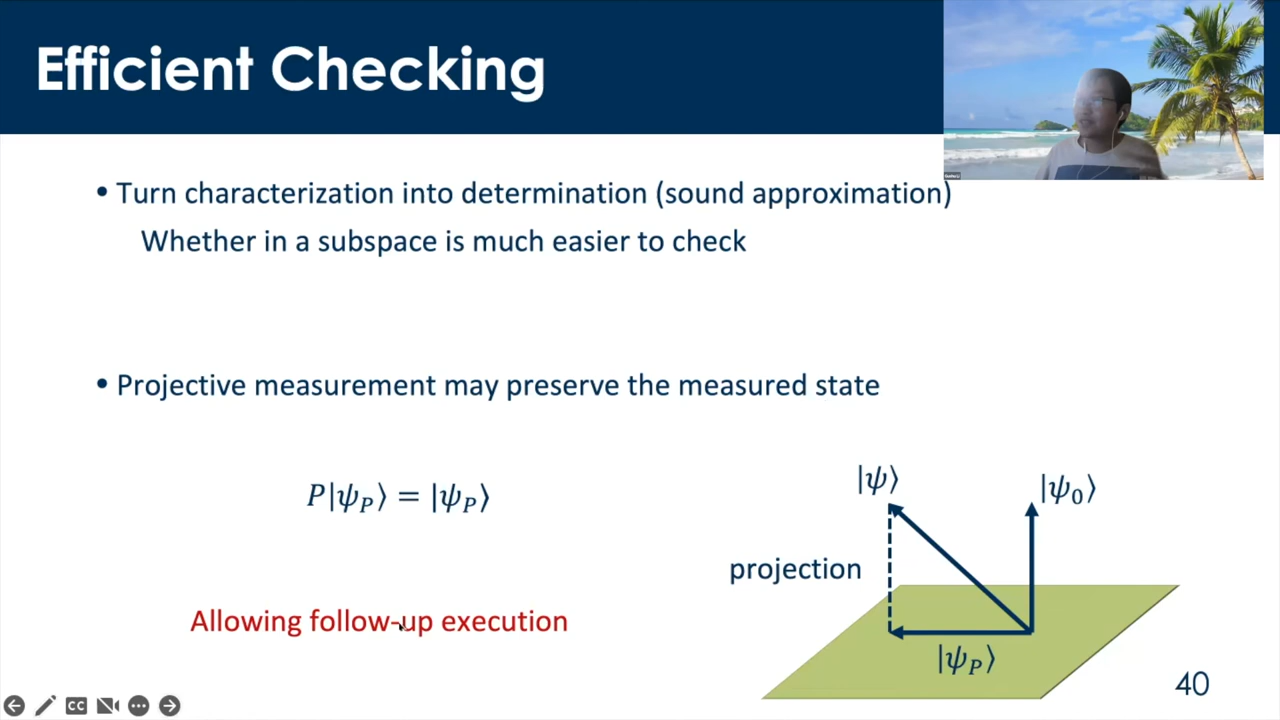 Efficient Checking
• Turn characterization into determination (sound approximation)
Whether in a subspace is much easier to check
• Projective measurement may preserve the measured state
P|ψ_P⟩ = |ψ_P⟩
Allowing follow-up execution
|ψ⟩
|ψ_0⟩
projection
|ψ_P⟩
40
CC